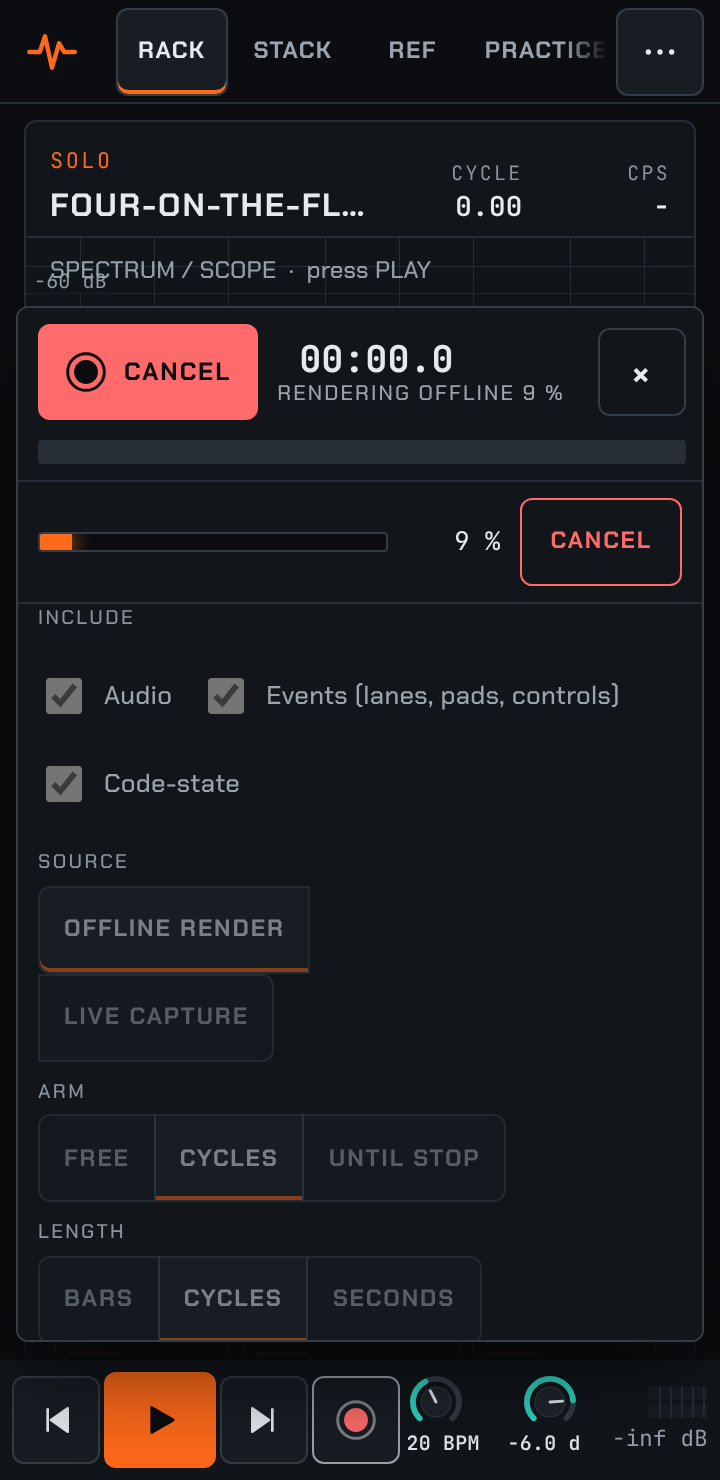 RACK STACK REF PRACTICE ...
SOLO
CYCLE CPS
FOUR-ON-THE-FL... 0.00 -
SPECTRUM / SCOPE · press PLAY
-60 dB
CANCEL 00:00.0 ×
RENDERING OFFLINE 9 %
9 % CANCEL
INCLUDE
Audio Events (lanes, pads, controls)
Code-state
SOURCE
OFFLINE RENDER
LIVE CAPTURE
ARM
FREE CYCLES UNTIL STOP
LENGTH
BARS CYCLES SECONDS
20 BPM -6.0 d -inf dB